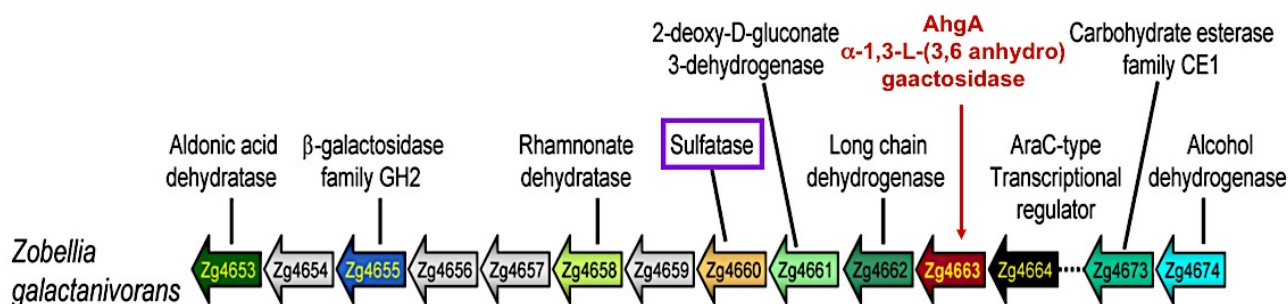 2-deoxy-D-gluconate
3-dehydrogenase
AhgA
α-1,3-L-(3,6 anhydro)
gaactosidase
Carbohydrate esterase
family CE1
Aldonic acid
dehydratase
β-galactosidase
family GH2
Rhamnonate
dehydratase
Sulfatase
Long chain
dehydrogenase
AraC-type
Transcriptional
regulator
Alcohol
dehydrogenase
Zobellia
galactanivorans
Zg4653 Zg4654 Zg4655 Zg4656 Zg4657 Zg4658 Zg4659 Zg4660 Zg4661 Zg4662 Zg4663 Zg4664 Zg4673 Zg4674